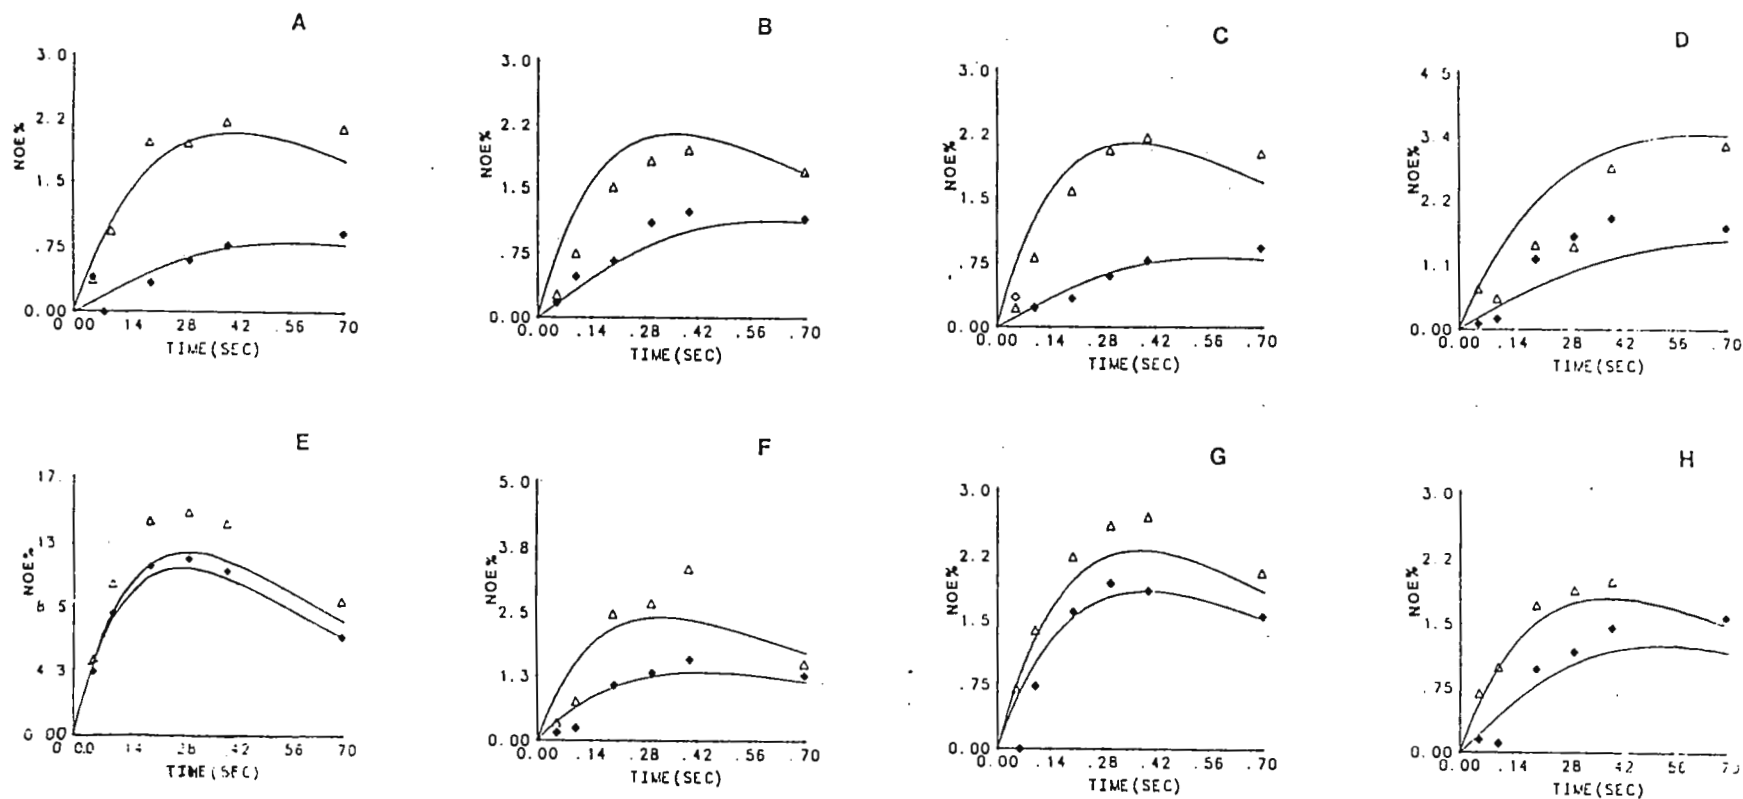 A
3.0
2.2
1.5
.75
0.00
NOE%
0.00 .14 28 .42 .56 70
TIME(SEC)
B
3.0
2.2
1.5
.75
0.00
NOE%
0.00 .14 .28 .42 .56 .70
TIME(SEC)
C
3.0
2.2
1.5
.75
0.00
NOE%
0.00 .14 .28 .42 .56 .70
TIME(SEC)
D
4 5
3.4
2.2
1.1
0.00
NOE%
0.00 .14 28 42 56 .70
TIME(SEC)
E
17.
13
8 5
4 3
0 00
NOE%
0 00 14 .28 .42 .56 70
TIME(SEC)
F
5.0
3.8
2.5
1.3
0.00
NOE%
0.00 .14 .28 .42 .56 .70
TIME(SEC)
G
3.0
2.2
1.5
.75
0.00
NOE%
0.00 .14 .28 .42 .56 .70
TIME(SEC)
H
3.0
2.2
1.5
.75
0.00
NOE%
0.00 .14 28 42
TIME(SEC)